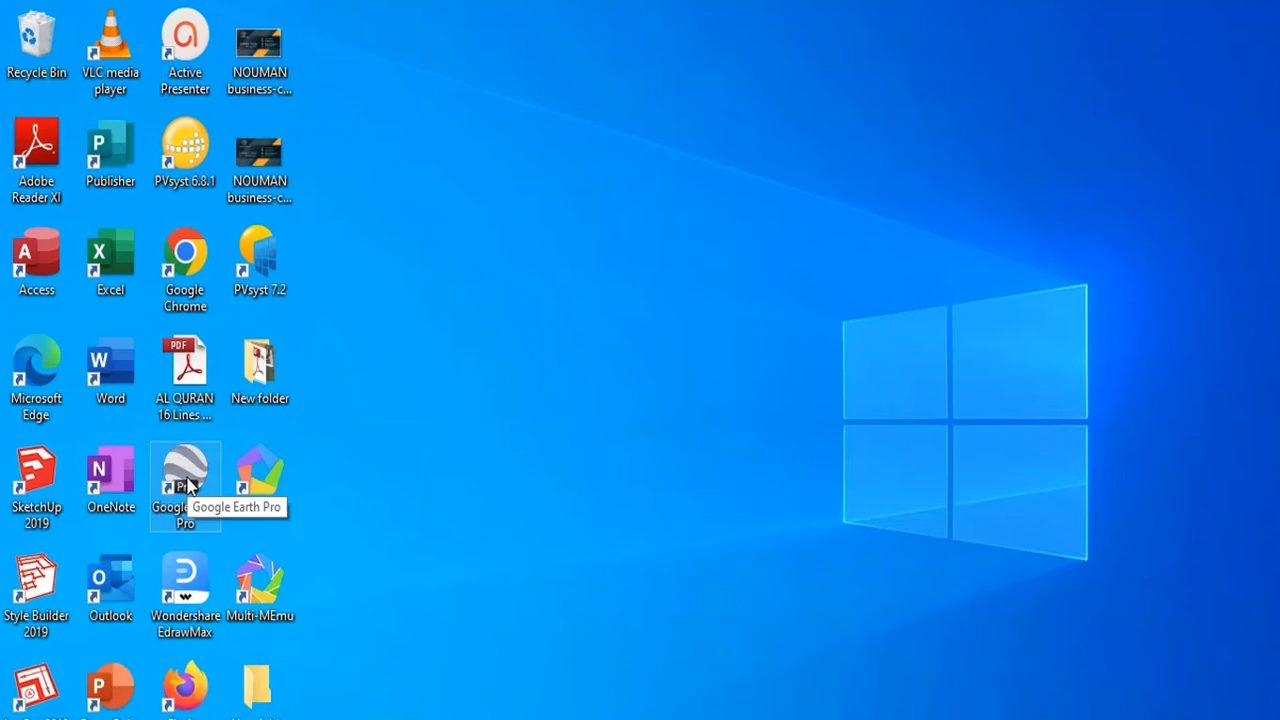 Recycle Bin
VLC media
player
Active
Presenter
NOUMAN
business-c...
Adobe
Reader XI
Publisher
PVsyst 6.8.1
NOUMAN
business-c...
Access
Excel
Google
Chrome
PVsyst 7.2
Microsoft
Edge
Word
PDF
AL QURAN
16 Lines ...
New folder
SketchUp
2019
OneNote
Google
Pro
Google Earth Pro
Style Builder
2019
Outlook
Wondershare
EdrawMax
Multi-MEmu